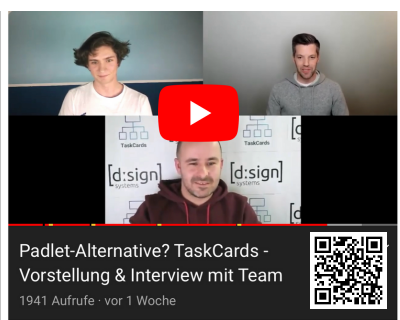 TaskCards
TaskCards
[d:sign]
systems
[d:sign]
systems
Padlet-Alternative? TaskCards -
Vorstellung & Interview mit Team
1941 Aufrufe · vor 1 Woche